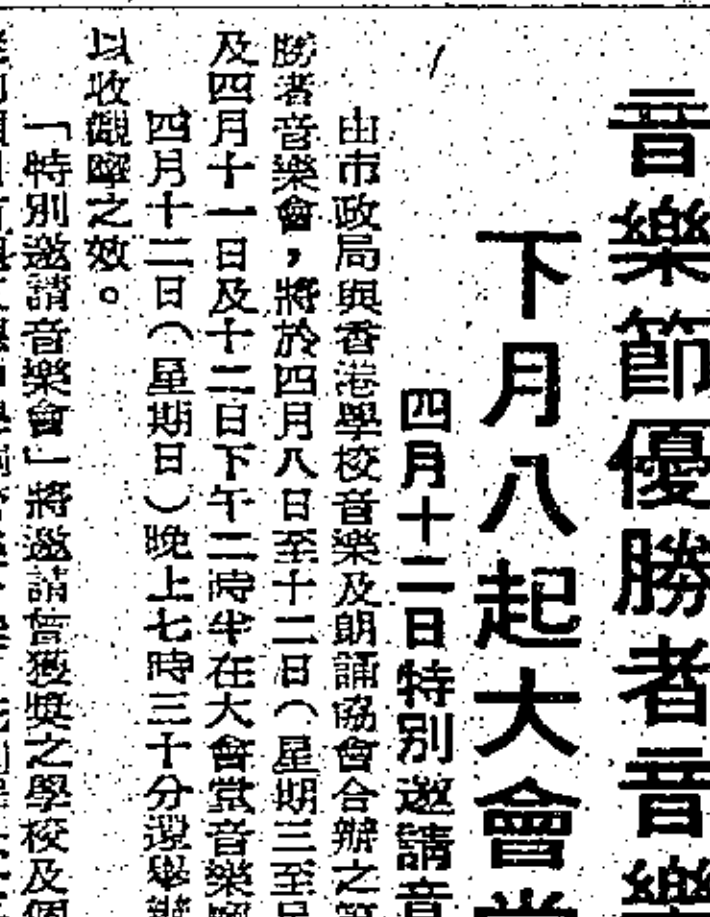 音樂節優勝者音樂
下月八起大會堂
四月十二日特別邀請音
由市政局與香港學校音樂及朗誦協會合辦之
勝者音樂會,將於四月八日至十二日(星期三至
及四月十一日及十二日下午二時半在大會堂音樂
四月十二日(星期日)晚上七時三十分還舉辦
以收觀摩之效。
「特別邀請音樂會」將邀請曾獲獎之學校及個